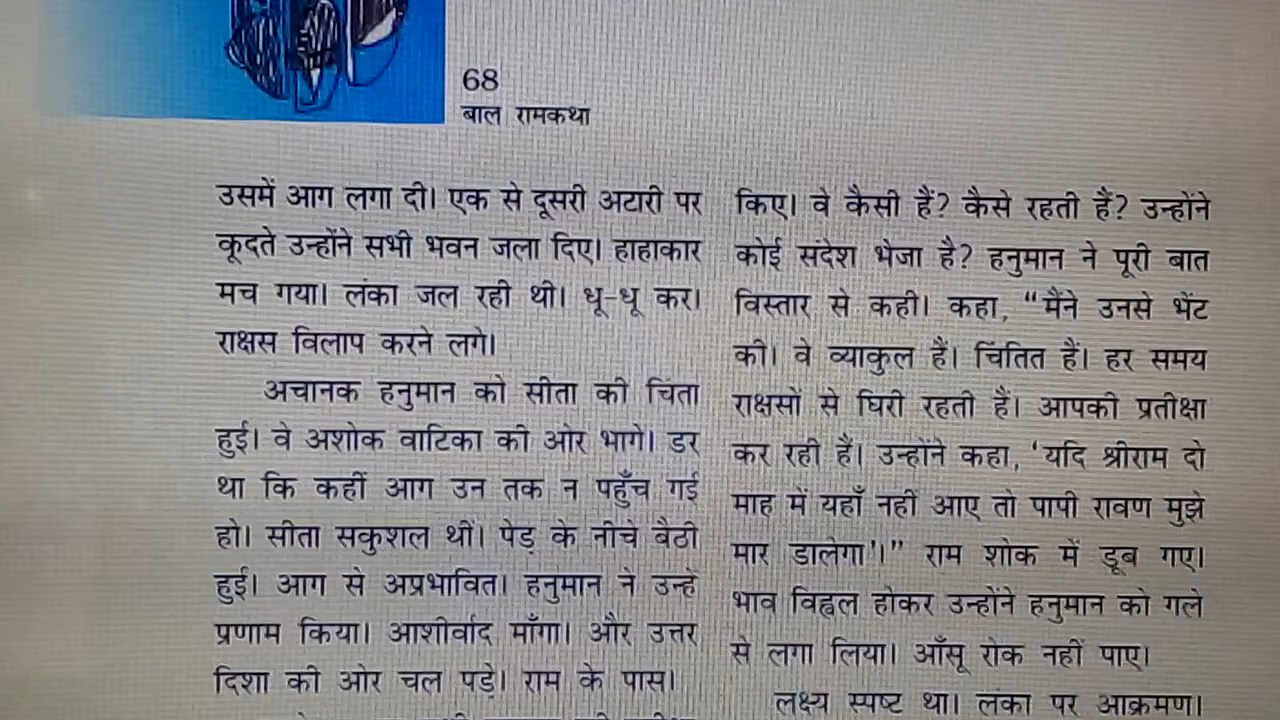 68
बाल रामकथा
उसमें आग लगा दी। एक से दूसरी अटारी पर
कूदते उन्होंने सभी भवन जला दिए। हाहाकार
मच गया। लंका जल रही थी। धू-धू कर।
राक्षस विलाप करने लगे।
अचानक हनुमान को सीता की चिंता
हुई। वे अशोक वाटिका की ओर भागे। डर
था कि कहीं आग उन तक न पहुँच गई
हो। सीता सकुशल थीं। पेड़ के नीचे बैठी
हुई। आग से अप्रभावित। हनुमान ने उन्हें
प्रणाम किया। आशीर्वाद माँगा। और उत्तर
दिशा की ओर चल पड़े। राम के पास।
किए। वे कैसी हैं? कैसे रहती हैं? उन्होंने
कोई संदेश भेजा है? हनुमान ने पूरी बात
विस्तार से कही। कहा, “मैंने उनसे भेंट
की। वे व्याकुल हैं। चिंतित हैं। हर समय
राक्षसों से घिरी रहती हैं। आपकी प्रतीक्षा
कर रही हैं। उन्होंने कहा, ‘यदि श्रीराम दो
माह में यहाँ नहीं आए तो पापी रावण मुझे
मार डालेगा’।” राम शोक में डूब गए।
भाव विह्वल होकर उन्होंने हनुमान को गले
से लगा लिया। आँसू रोक नहीं पाए।
लक्ष्य स्पष्ट था। लंका पर आक्रमण।